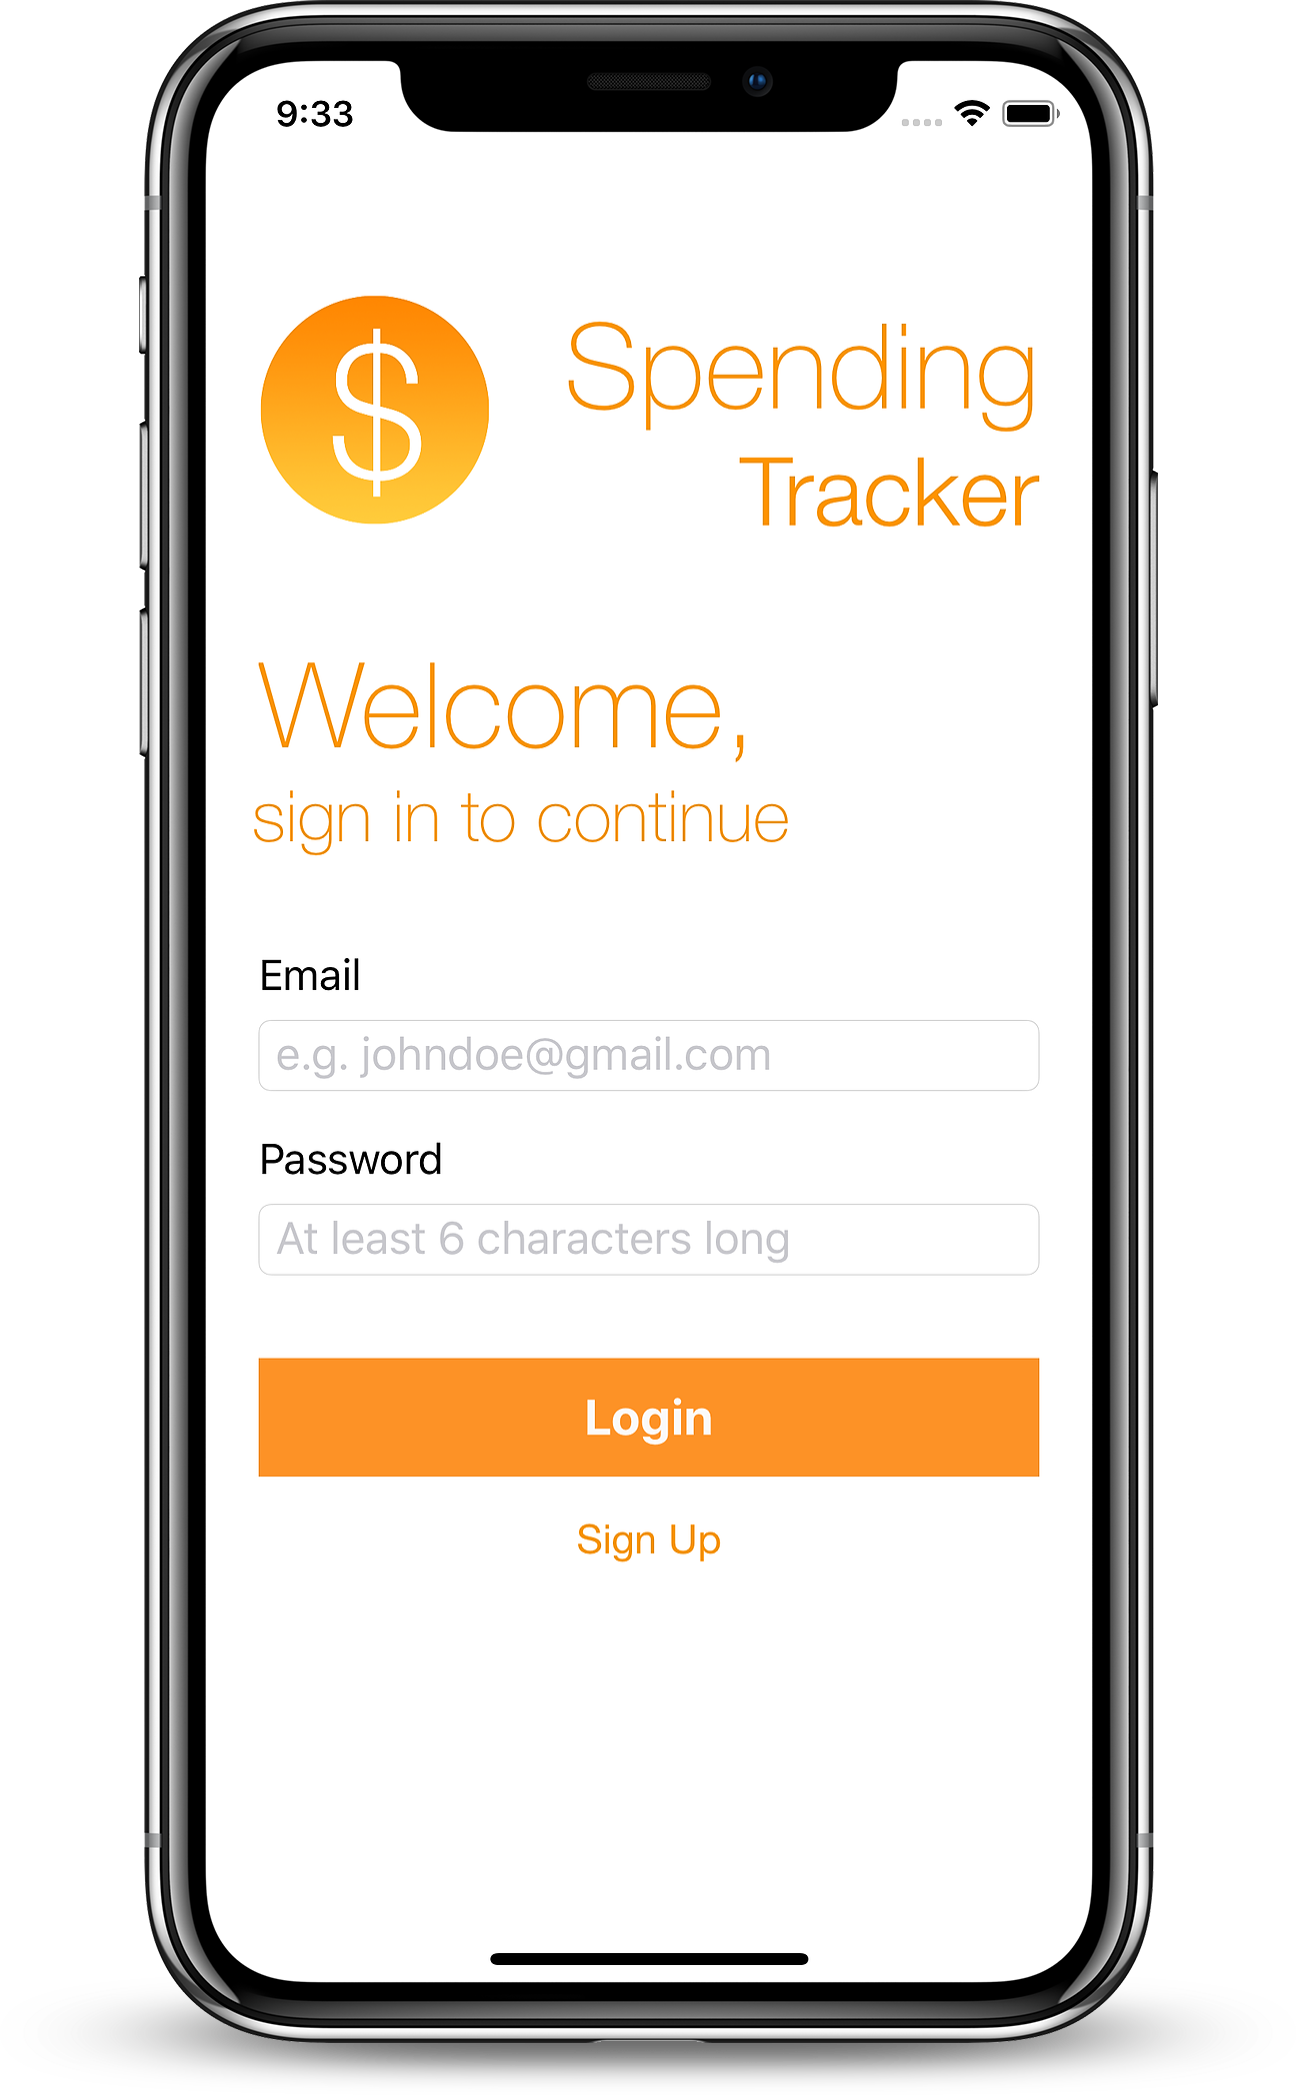 9:33
$
Spending
Tracker
Welcome,
sign in to continue
Email
e.g. johndoe@gmail.com
Password
At least 6 characters long
Login
Sign Up